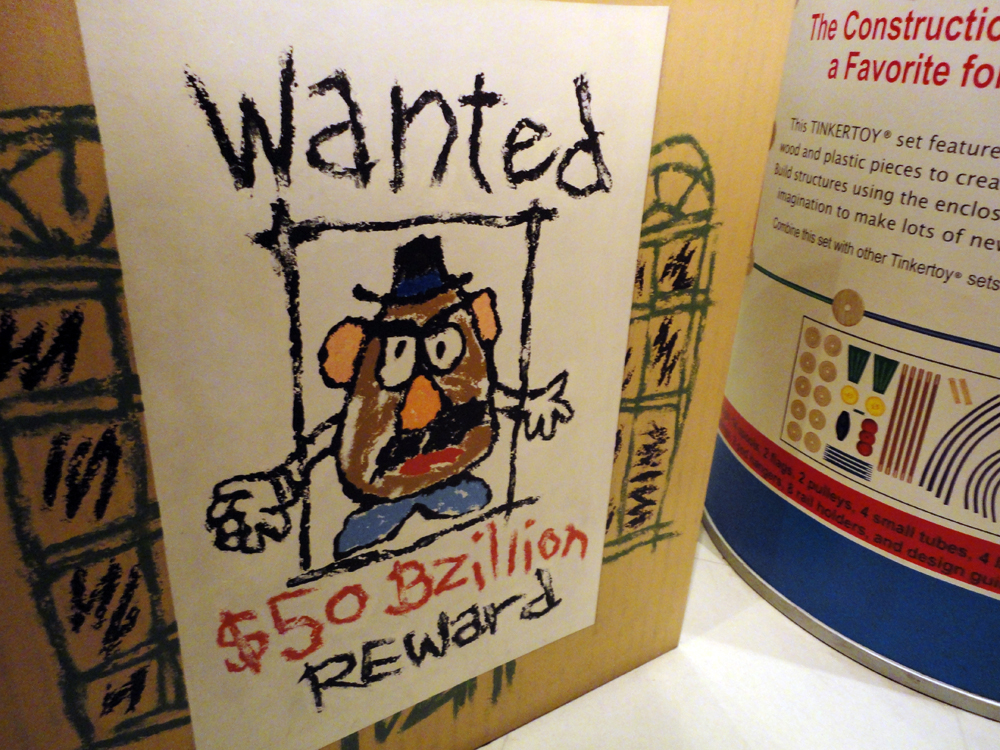 Wanted
$50 Bzillion
REWard
The Constructio
a Favorite fo
This TINKERTOY® set feature
wood and plastic pieces to crea
Build structures using the enclos
imagination to make lots of new
Combine this set with other Tinkertoy® sets
2 flags, 2 pulleys, 4 small tubes, 4
8 rail holders, and design gui